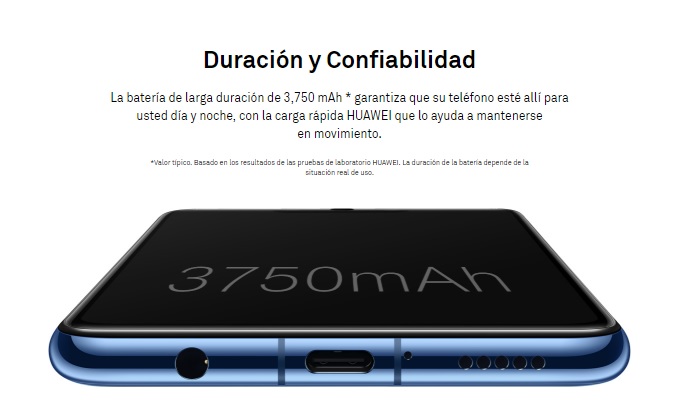 Duración y Confiabilidad
La batería de larga duración de 3,750 mAh * garantiza que su teléfono esté allí para
usted día y noche, con la carga rápida HUAWEI que lo ayuda a mantenerse
en movimiento.
*Valor típico. Basado en los resultados de las pruebas de laboratorio HUAWEI. La duración de la batería depende de la
situación real de uso.
3750mAh